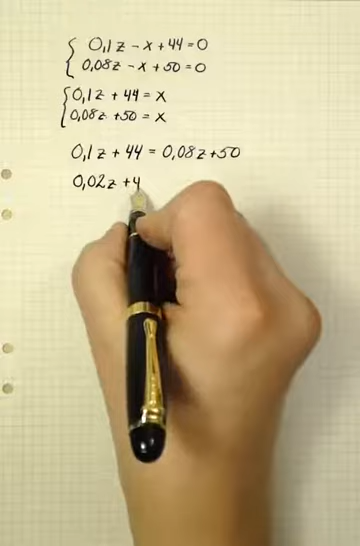 0,1z - x + 44 = 0
0,08z - x + 50 = 0
0,1z + 44 = x
0,08z + 50 = x
0,1z + 44 = 0,08z + 50
0,02z + 4